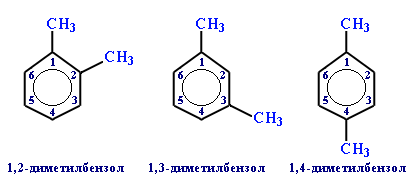 CH3 CH3 CH3
CH3
1 1 1
6 2 6 2 6 2
5 3 5 3 5 3
4 4 4
CH3
CH3
1,2-диметилбензол 1,3-диметилбензол 1,4-диметилбензол